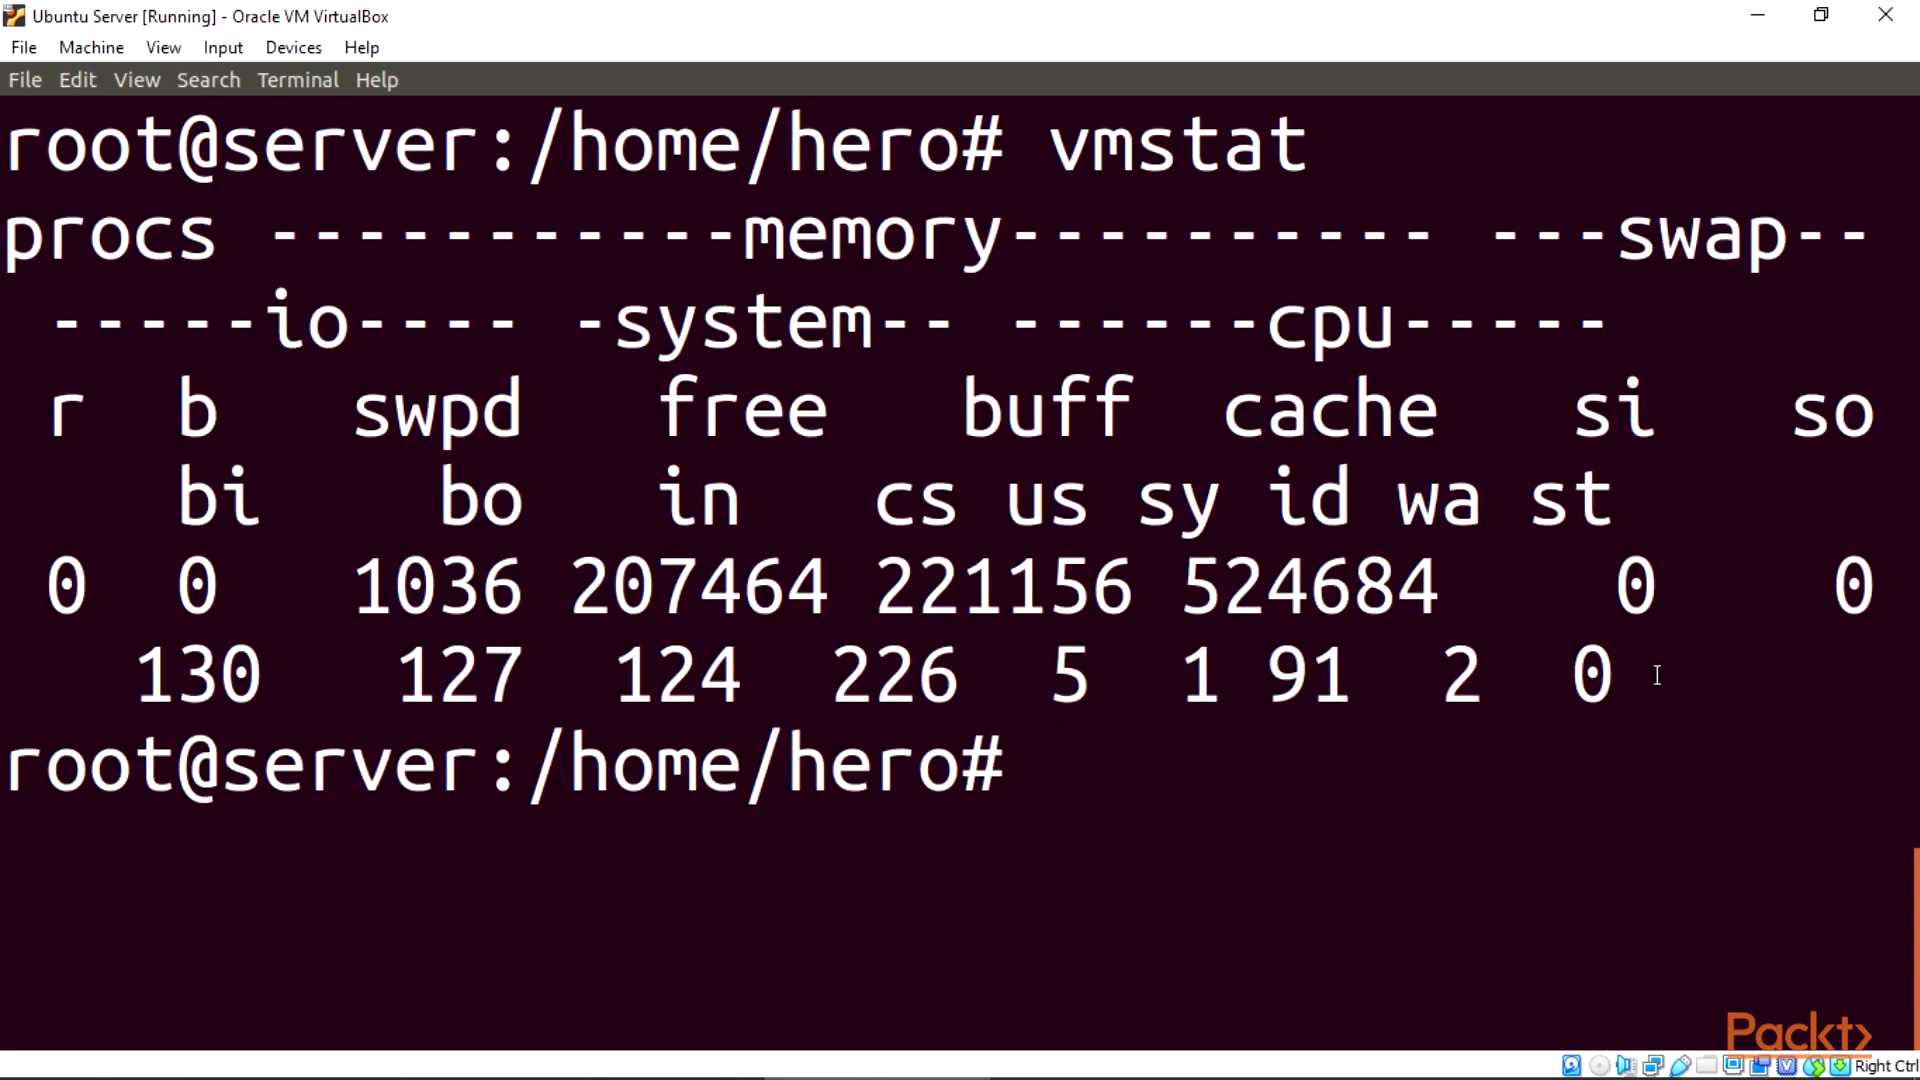 Ubuntu Server [Running] - Oracle VM VirtualBox
File Machine View Input Devices Help
File Edit View Search Terminal Help
root@server:/home/hero# vmstat
procs -----------memory---------- ---swap--
-----io---- -system-- ------cpu-----
r b swpd free buff cache si so
bi bo in cs us sy id wa st
0 0 1036 207464 221156 524684 0 0
130 127 124 226 5 1 91 2 0
root@server:/home/hero#
Packt>
Right Ctrl